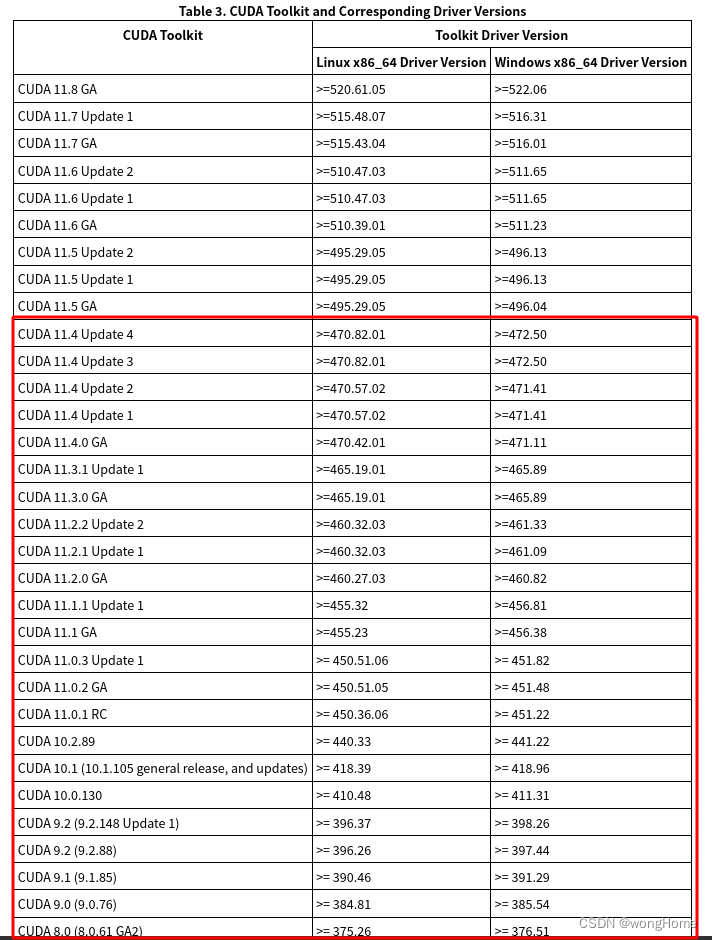 Table 3. CUDA Toolkit and Corresponding Driver Versions
CUDA Toolkit Toolkit Driver Version
Linux x86_64 Driver Version Windows x86_64 Driver Version
CUDA 11.8 GA >=520.61.05 >=522.06
CUDA 11.7 Update 1 >=515.48.07 >=516.31
CUDA 11.7 GA >=515.43.04 >=516.01
CUDA 11.6 Update 2 >=510.47.03 >=511.65
CUDA 11.6 Update 1 >=510.47.03 >=511.65
CUDA 11.6 GA >=510.39.01 >=511.23
CUDA 11.5 Update 2 >=495.29.05 >=496.13
CUDA 11.5 Update 1 >=495.29.05 >=496.13
CUDA 11.5 GA >=495.29.05 >=496.04
CUDA 11.4 Update 4 >=470.82.01 >=472.50
CUDA 11.4 Update 3 >=470.82.01 >=472.50
CUDA 11.4 Update 2 >=470.57.02 >=471.41
CUDA 11.4 Update 1 >=470.57.02 >=471.41
CUDA 11.4.0 GA >=470.42.01 >=471.11
CUDA 11.3.1 Update 1 >=465.19.01 >=465.89
CUDA 11.3.0 GA >=465.19.01 >=465.89
CUDA 11.2.2 Update 2 >=460.32.03 >=461.33
CUDA 11.2.1 Update 1 >=460.32.03 >=461.09
CUDA 11.2.0 GA >=460.27.03 >=460.82
CUDA 11.1.1 Update 1 >=455.32 >=456.81
CUDA 11.1 GA >=455.23 >=456.38
CUDA 11.0.3 Update 1 >= 450.51.06 >= 451.82
CUDA 11.0.2 GA >= 450.51.05 >= 451.48
CUDA 11.0.1 RC >= 450.36.06 >= 451.22
CUDA 10.2.89 >= 440.33 >= 441.22
CUDA 10.1 (10.1.105 general release, and updates) >= 418.39 >= 418.96
CUDA 10.0.130 >= 410.48 >= 411.31
CUDA 9.2 (9.2.148 Update 1) >= 396.37 >= 398.26
CUDA 9.2 (9.2.88) >= 396.26 >= 397.44
CUDA 9.1 (9.1.85) >= 390.46 >= 391.29
CUDA 9.0 (9.0.76) >= 384.81 >= 385.54
CUDA 8.0 (8.0.61 GA2) >= 375.26 >= 376.51
CSDN @wongHome